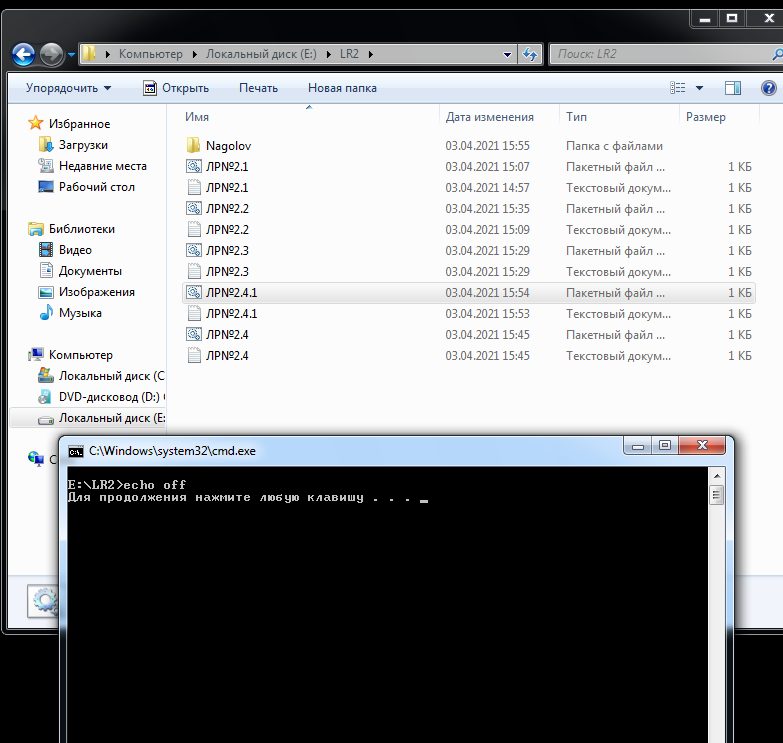 Компьютер Локальный диск (E:) LR2
Поиск: LR2
Упорядочить Открыть Печать Новая папка
Имя Дата изменения Тип Размер
Избранное
Загрузки
Недавние места
Рабочий стол
Библиотеки
Видео
Документы
Изображения
Музыка
Компьютер
Локальный диск (C
DVD-дисковод (D:)
Локальный диск (E:
С
Nagolov 03.04.2021 15:55 Папка с файлами
ЛР№2.1 03.04.2021 15:07 Пакетный файл ... 1 КБ
ЛР№2.1 03.04.2021 14:57 Текстовый докум... 1 КБ
ЛР№2.2 03.04.2021 15:35 Пакетный файл ... 1 КБ
ЛР№2.2 03.04.2021 15:09 Текстовый докум... 1 КБ
ЛР№2.3 03.04.2021 15:29 Пакетный файл ... 1 КБ
ЛР№2.3 03.04.2021 15:29 Текстовый докум... 1 КБ
ЛР№2.4.1 03.04.2021 15:54 Пакетный файл ... 1 КБ
ЛР№2.4.1 03.04.2021 15:53 Текстовый докум... 1 КБ
ЛР№2.4 03.04.2021 15:45 Пакетный файл ... 1 КБ
ЛР№2.4 03.04.2021 15:45 Текстовый докум... 1 КБ
C:\Windows\system32\cmd.exe
E:\LR2>echo off
Для продолжения нажмите любую клавишу . . . _